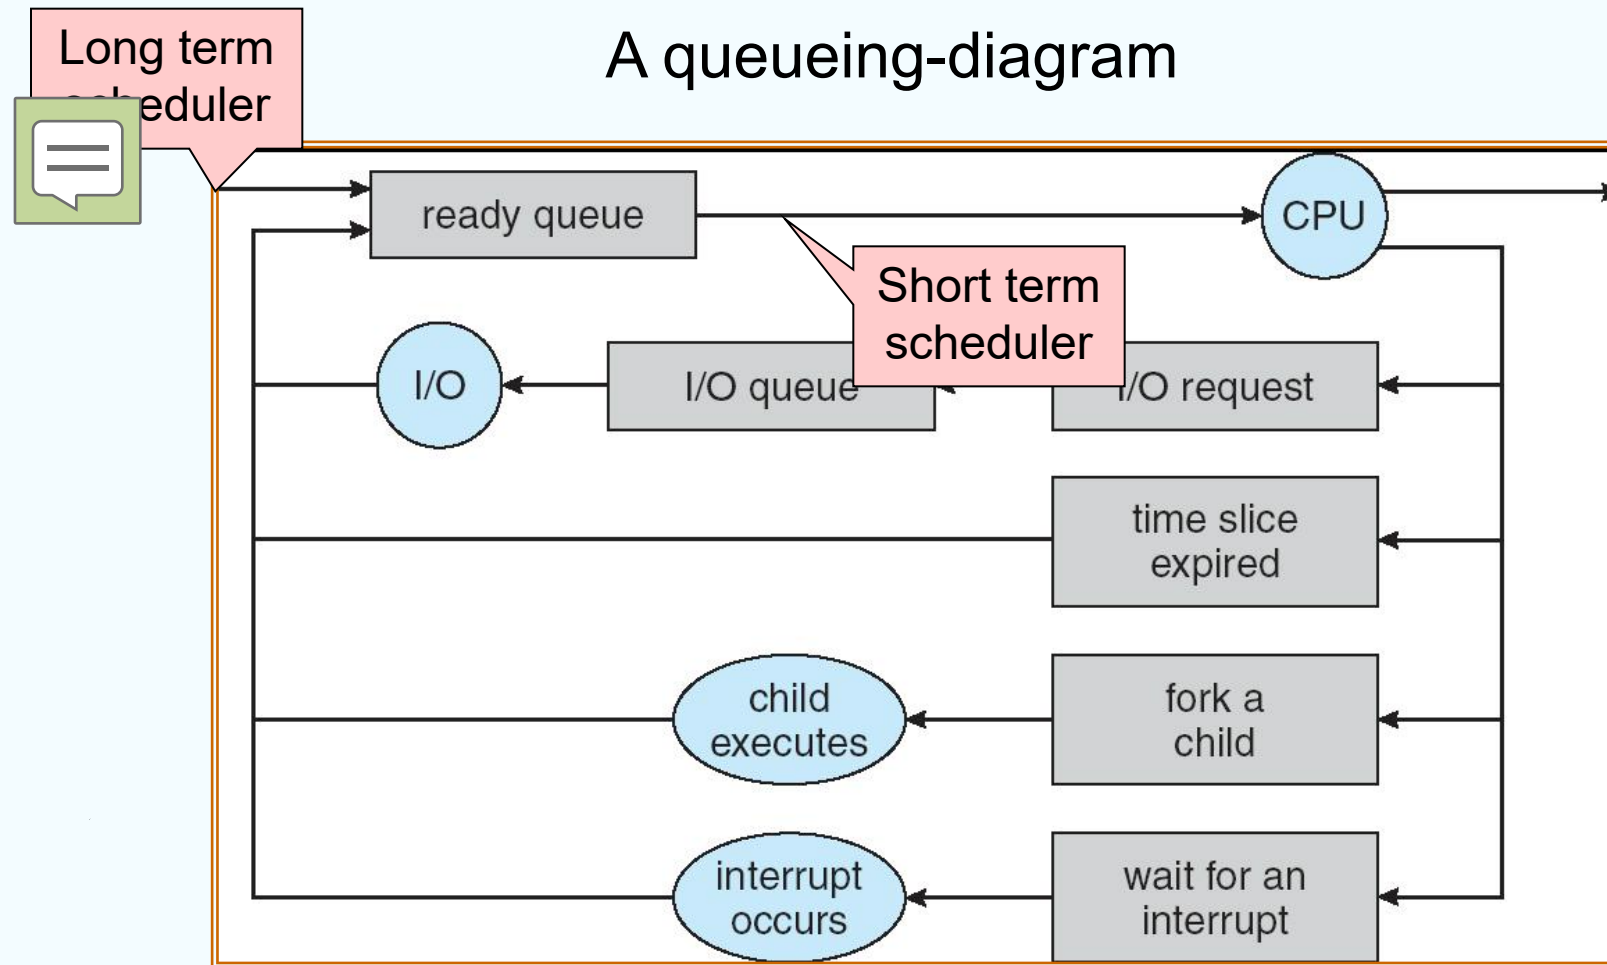 Long term
scheduler
A queueing-diagram
ready queue
CPU
Short term
scheduler
I/O
I/O queue
I/O request
time slice
expired
child
executes
fork a
child
interrupt
occurs
wait for an
interrupt